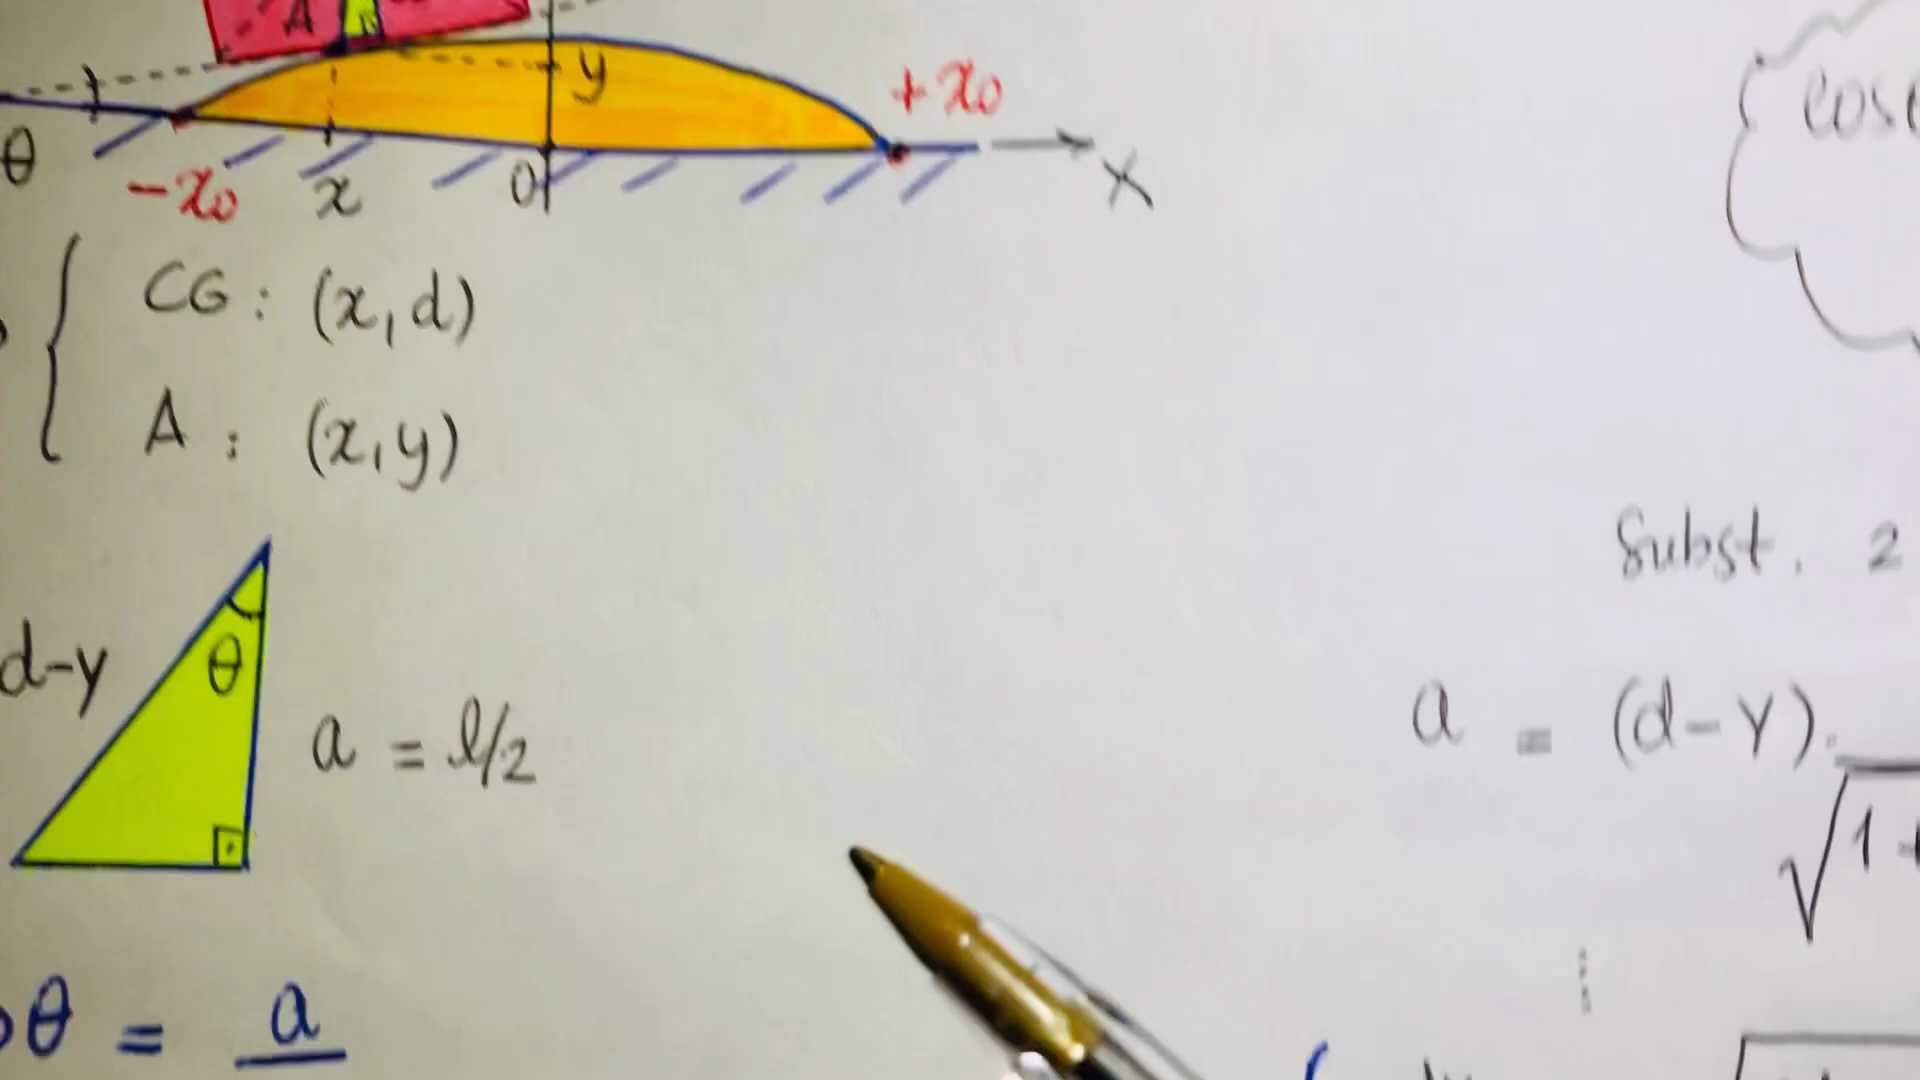 A
y
+x0
θ
-x0 x 0 X
CG : (x,d)
A : (x,y)
d-y
θ
a = l/2
θ = a
Subst. 2
a = (d-y).
√1